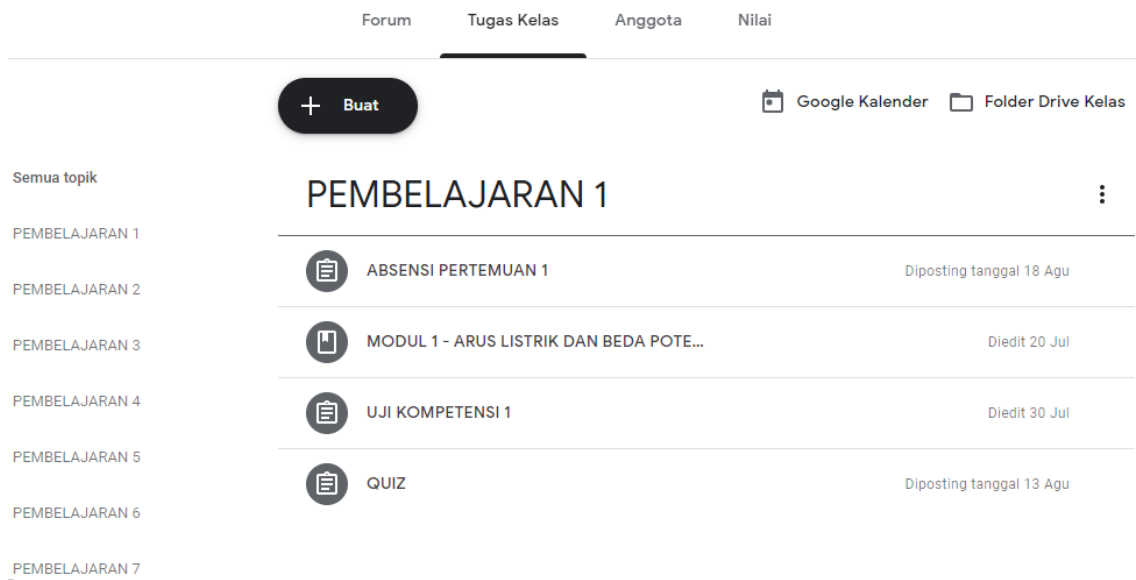 Forum Tugas Kelas Anggota Nilai
Buat
Google Kalender Folder Drive Kelas
Semua topik
PEMBELAJARAN 1
PEMBELAJARAN 2
PEMBELAJARAN 3
PEMBELAJARAN 4
PEMBELAJARAN 5
PEMBELAJARAN 6
PEMBELAJARAN 7
PEMBELAJARAN 1
ABSENSI PERTEMUAN 1 Diposting tanggal 18 Agu
MODUL 1 - ARUS LISTRIK DAN BEDA POTE... Diedit 20 Jul
UJI KOMPETENSI 1 Diedit 30 Jul
QUIZ Diposting tanggal 13 Agu